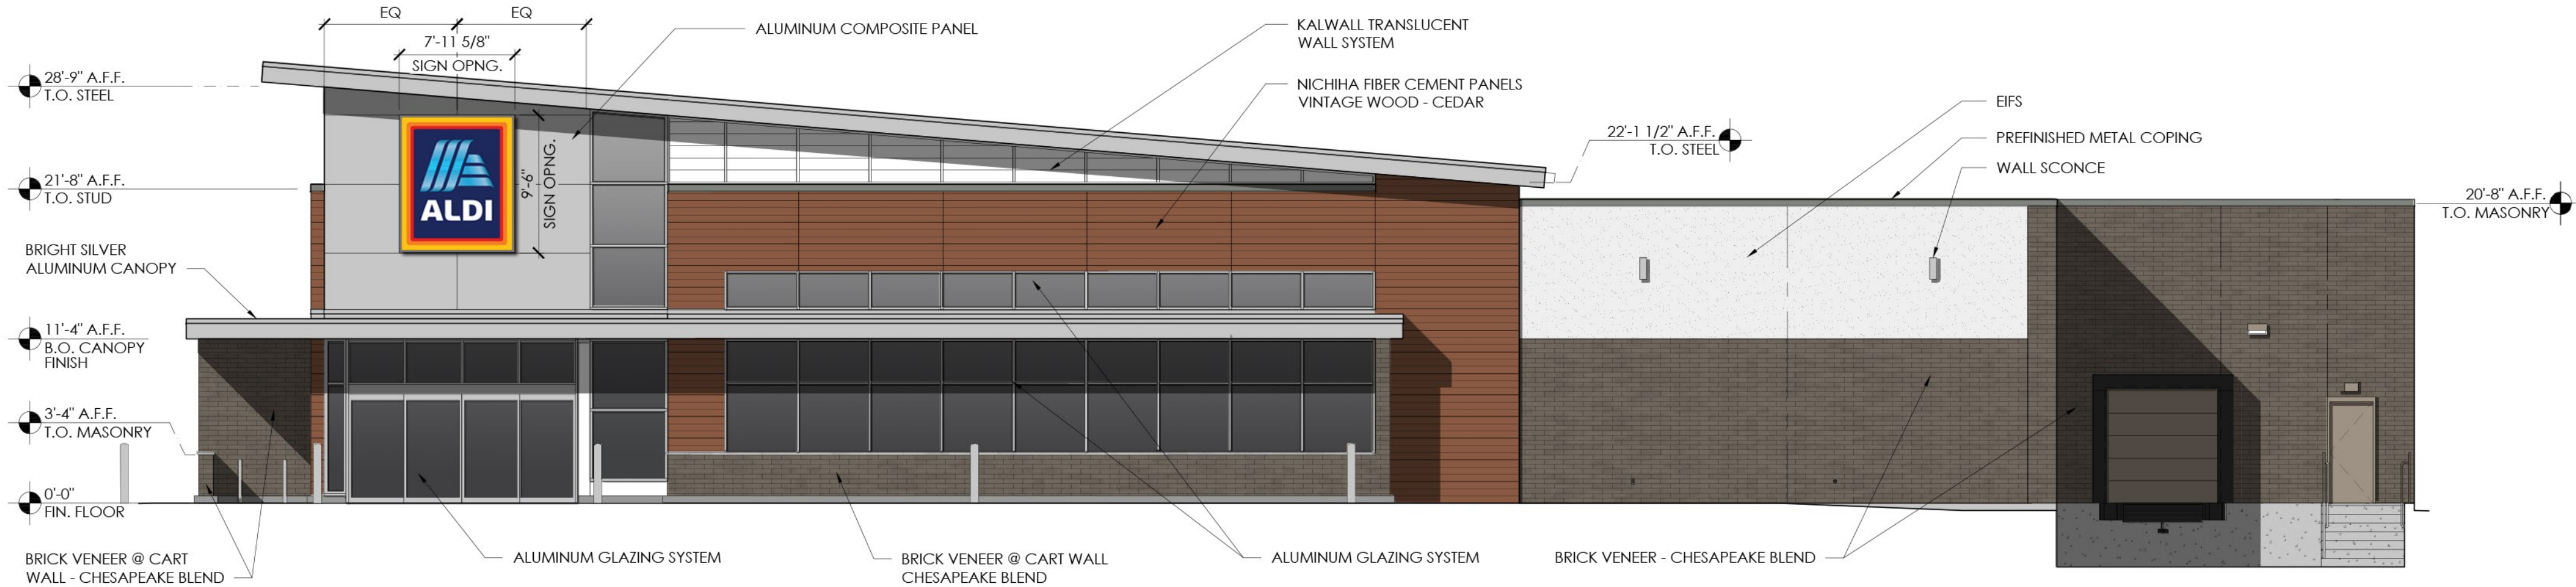 EQ
EQ
7'-11 5/8"
SIGN OPNG.
ALUMINUM COMPOSITE PANEL
KALWALL TRANSLUCENT
WALL SYSTEM
28'-9" A.F.F.
T.O. STEEL
NICHIHA FIBER CEMENT PANELS
VINTAGE WOOD - CEDAR
EIFS
22'-1 1/2" A.F.F.
T.O. STEEL
PREFINISHED METAL COPING
WALL SCONCE
9'-6"
SIGN OPNG.
21'-8" A.F.F.
T.O. STUD
ALDI
20'-8" A.F.F.
T.O. MASONRY
BRIGHT SILVER
ALUMINUM CANOPY
11'-4" A.F.F.
B.O. CANOPY
FINISH
3'-4" A.F.F.
T.O. MASONRY
0'-0"
FIN. FLOOR
BRICK VENEER @ CART
WALL - CHESAPEAKE BLEND
ALUMINUM GLAZING SYSTEM
BRICK VENEER @ CART WALL
CHESAPEAKE BLEND
ALUMINUM GLAZING SYSTEM
BRICK VENEER - CHESAPEAKE BLEND